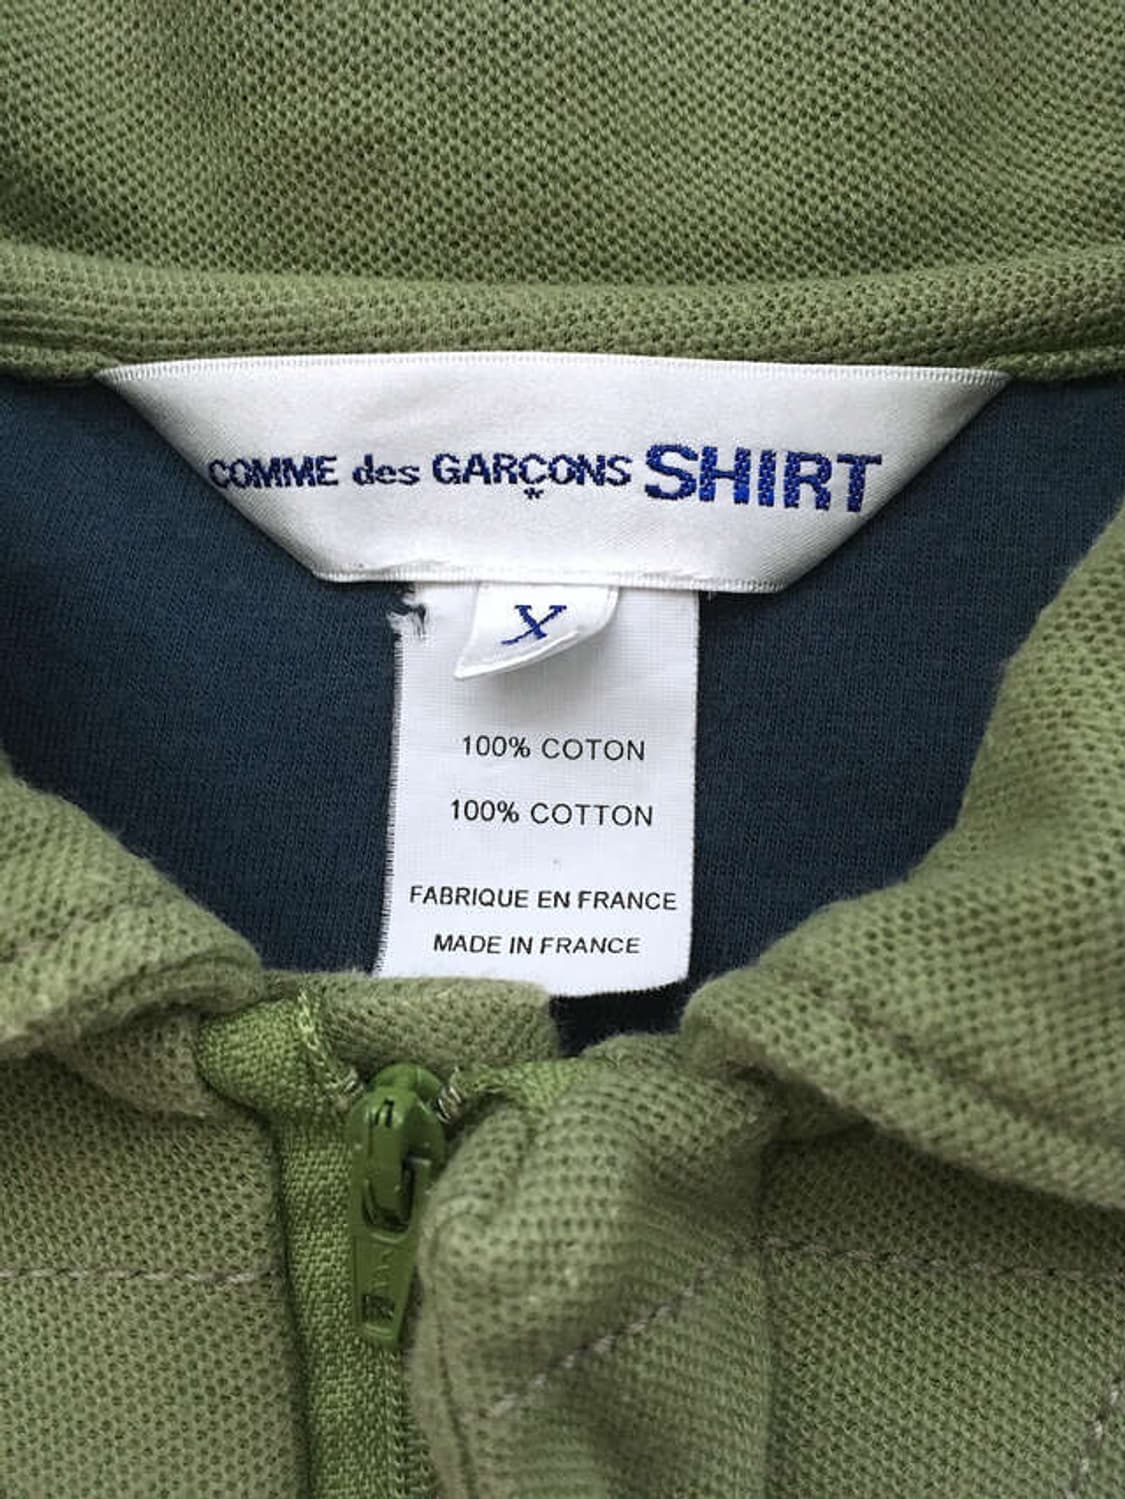 COMME des GARÇONS SHIRT
*
X
100% COTON
100% COTTON
FABRIQUE EN FRANCE
MADE IN FRANCE